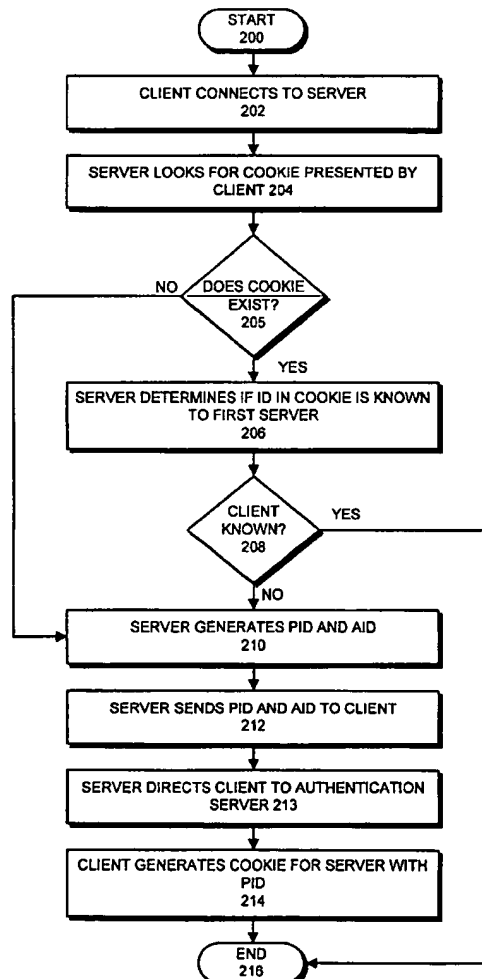 START
200
CLIENT CONNECTS TO SERVER
202
SERVER LOOKS FOR COOKIE PRESENTED BY
CLIENT 204
NO
DOES COOKIE
EXIST?
205
YES
SERVER DETERMINES IF ID IN COOKIE IS KNOWN
TO FIRST SERVER
206
CLIENT
KNOWN?
208
YES
NO
SERVER GENERATES PID AND AID
210
SERVER SENDS PID AND AID TO CLIENT
212
SERVER DIRECTS CLIENT TO AUTHENTICATION
SERVER 213
CLIENT GENERATES COOKIE FOR SERVER WITH
PID
214
END
216